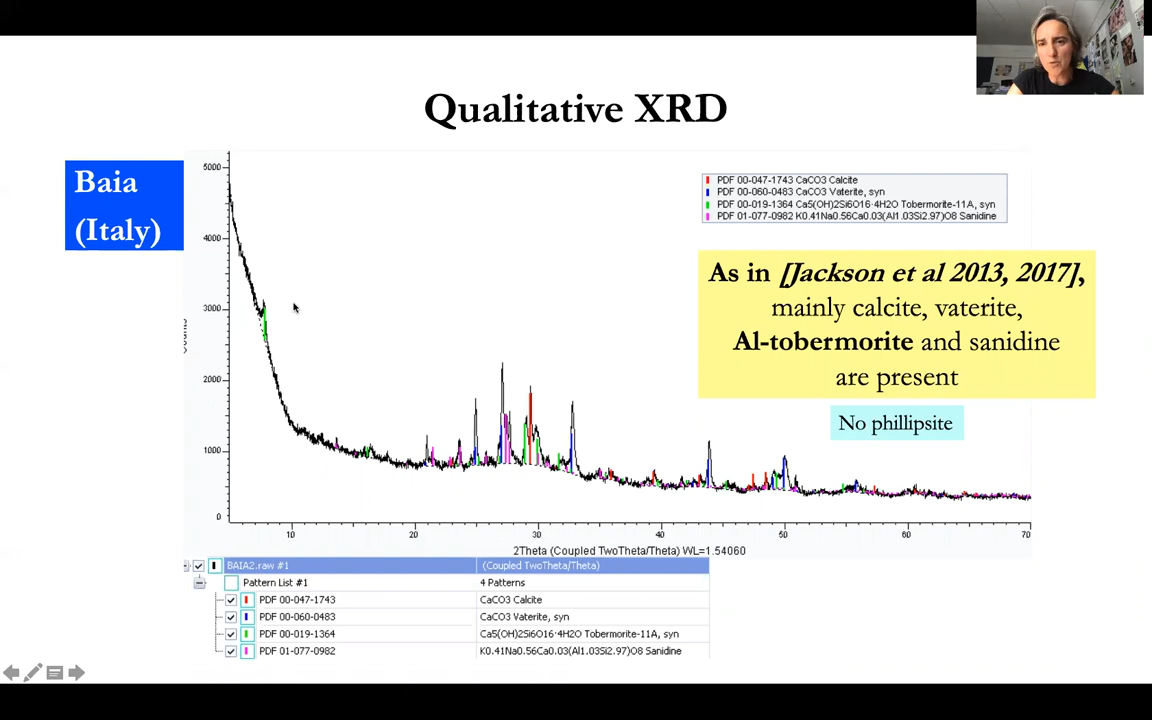 Qualitative XRD
Baia
(Italy)
5000
4000
3000
2000
1000
0
10
20
30
40
50
60
70
2Theta (Coupled TwoTheta/Theta) WL=1.54060
PDF 00-047-1743 CaCO3 Calcite
PDF 00-060-0483 CaCO3 Vaterite, syn
PDF 00-019-1364 Ca5(OH)2Si6O16·4H2O Tobermorite-11A, syn
PDF 01-077-0982 K0.41Na0.56Ca0.03(Al1.03Si2.97)O8 Sanidine
As in [Jackson et al 2013, 2017],
mainly calcite, vaterite,
Al-tobermorite and sanidine
are present
No phillipsite
BAIA2.raw #1 (Coupled TwoTheta/Theta)
Pattern List #1 4 Patterns
PDF 00-047-1743 CaCO3 Calcite
PDF 00-060-0483 CaCO3 Vaterite, syn
PDF 00-019-1364 Ca5(OH)2Si6O16·4H2O Tobermorite-11A, syn
PDF 01-077-0982 K0.41Na0.56Ca0.03(Al1.03Si2.97)O8 Sanidine